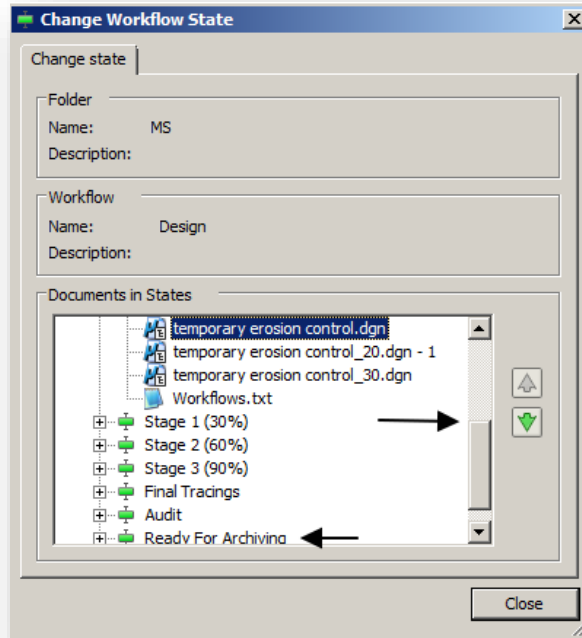 Change Workflow State
Change state
Folder
Name: MS
Description:
Workflow
Name: Design
Description:
Documents in States
temporary erosion control.dgn
temporary erosion control_20.dgn - 1
temporary erosion control_30.dgn
Workflows.txt
Stage 1 (30%)
Stage 2 (60%)
Stage 3 (90%)
Final Tracings
Audit
Ready For Archiving
Close